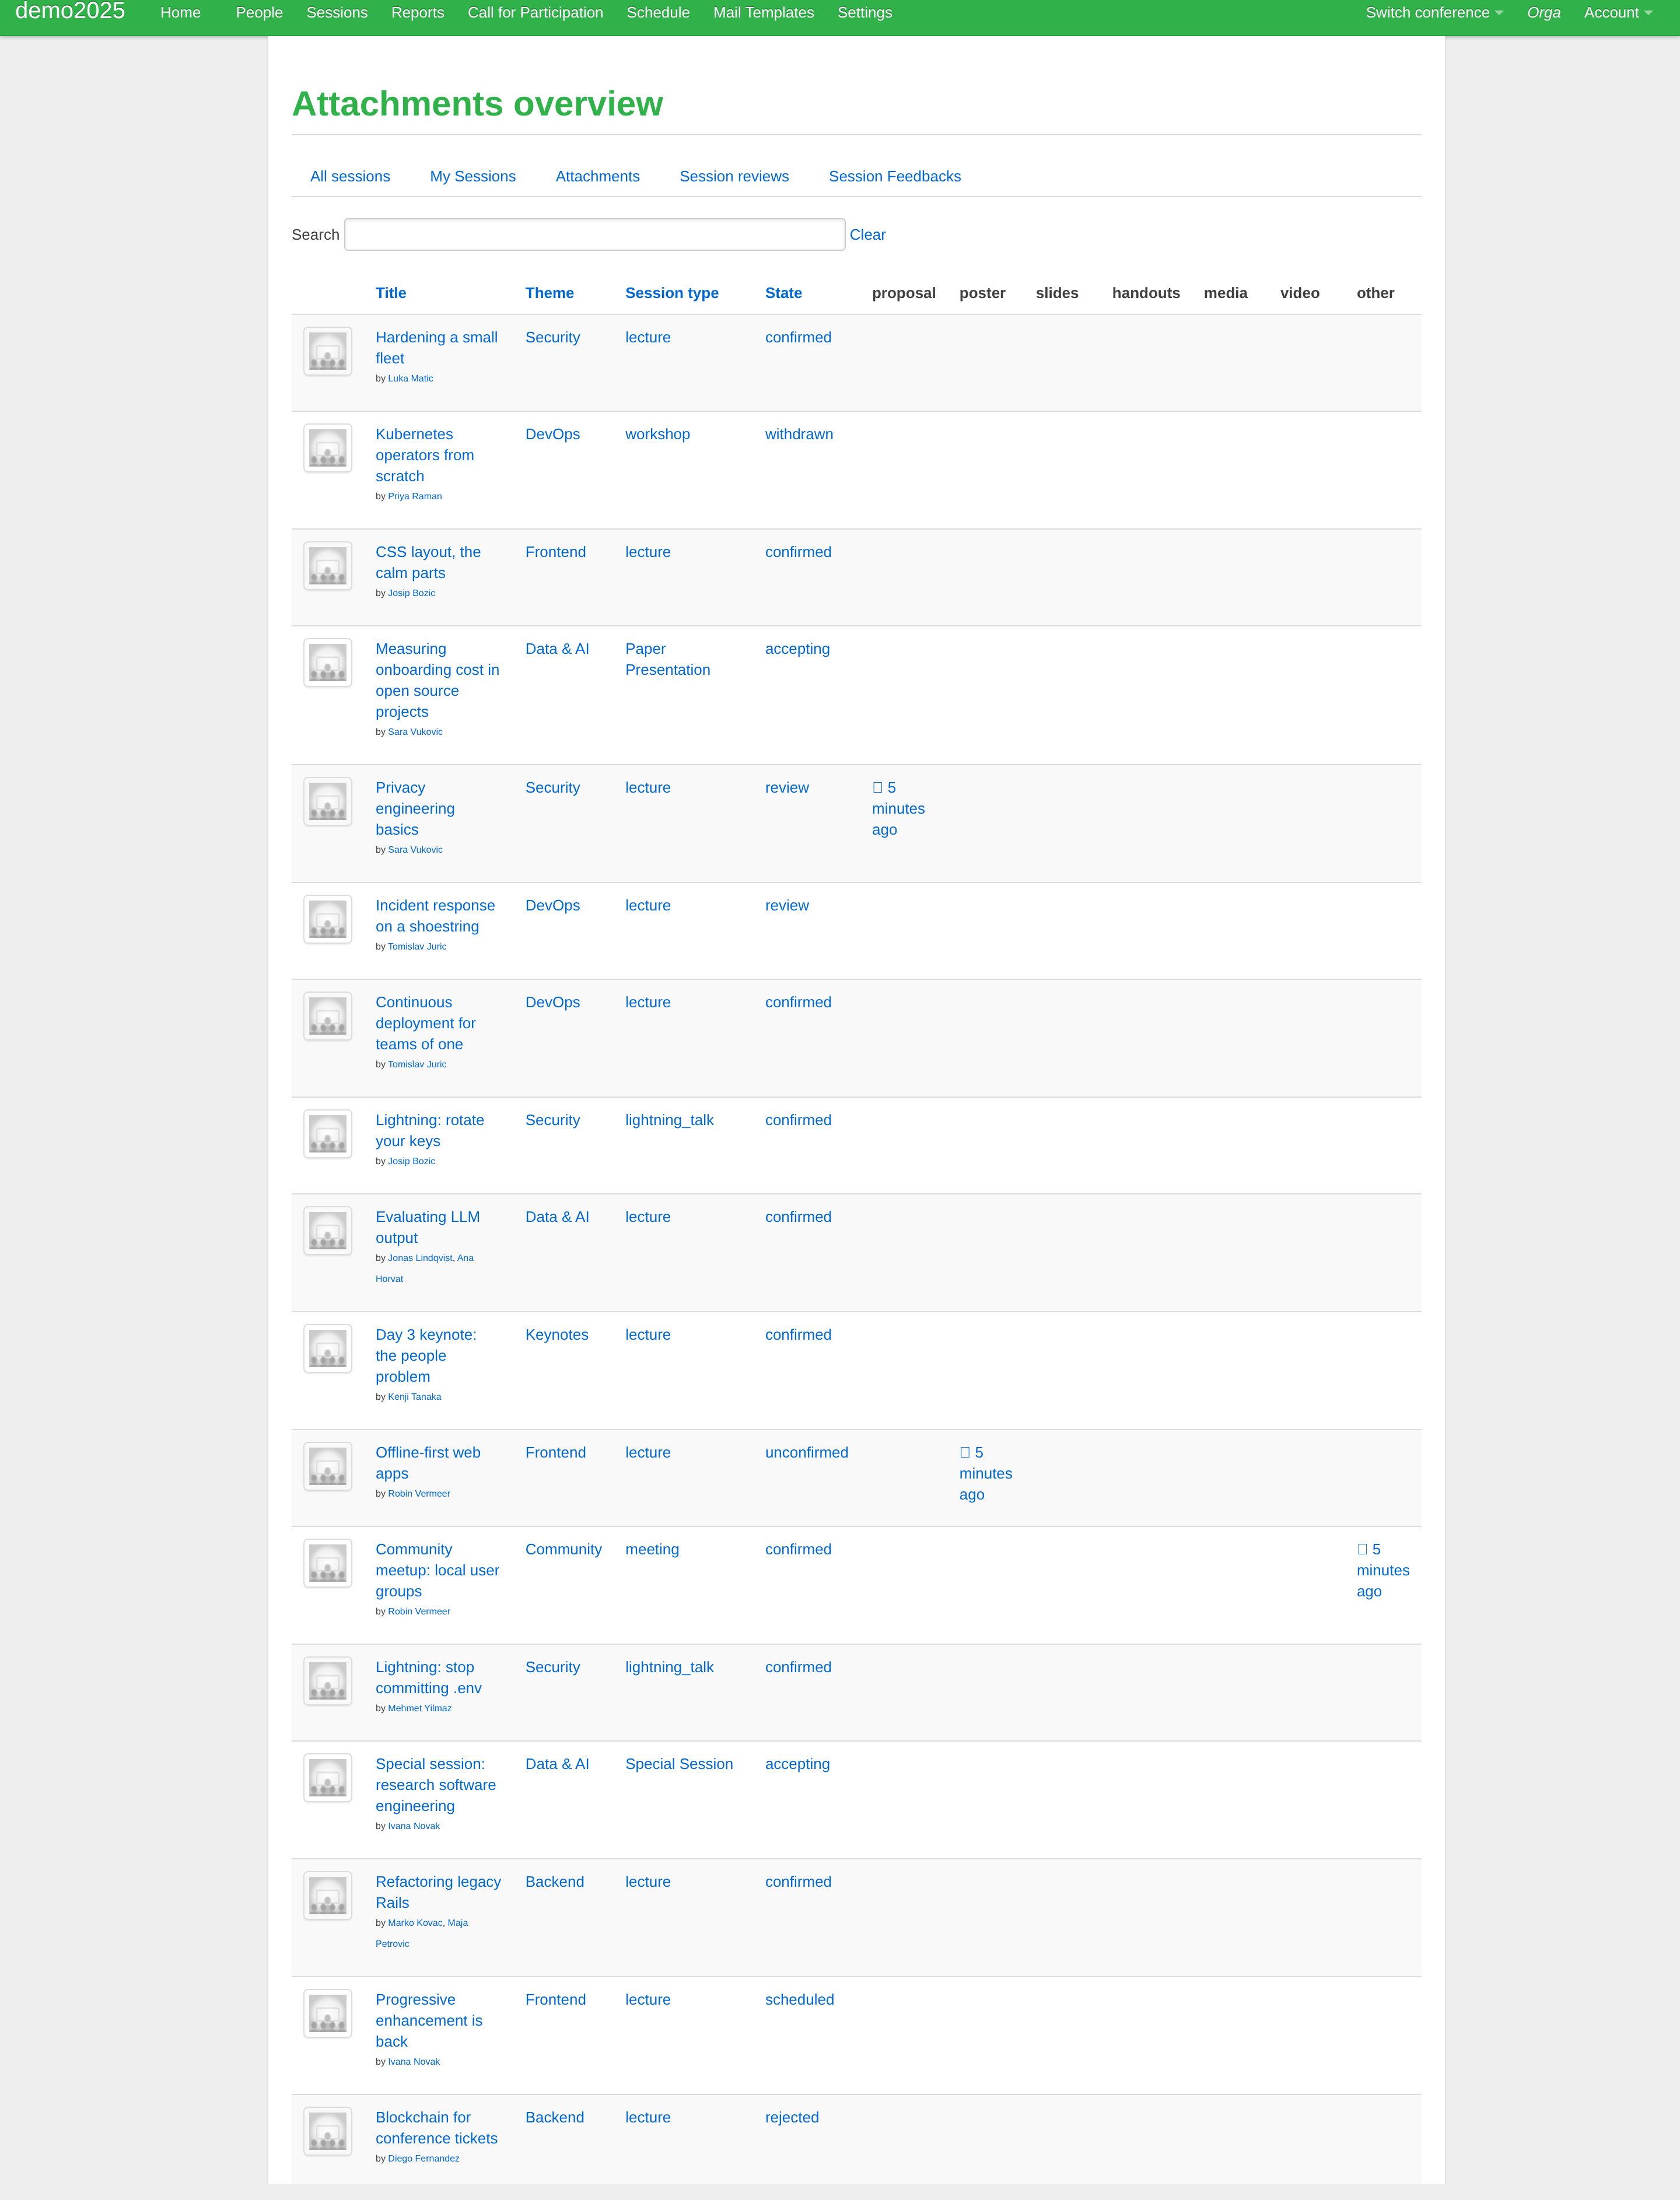 demo2025 Home People Sessions Reports Call for Participation Schedule Mail Templates Settings Switch conference Orga Account
Attachments overview
All sessions My Sessions Attachments Session reviews Session Feedbacks
Search Clear
Title Theme Session type State proposal poster slides handouts media video other
Hardening a small Security lecture confirmed
fleet
by Luka Matic
Kubernetes DevOps workshop withdrawn
operators from
scratch
by Priya Raman
CSS layout, the Frontend lecture confirmed
calm parts
by Josip Bozic
Measuring Data & AI Paper accepting
onboarding cost in Presentation
open source
projects
by Sara Vukovic
Privacy Security lecture review 5
engineering minutes
basics ago
by Sara Vukovic
Incident response DevOps lecture review
on a shoestring
by Tomislav Juric
Continuous DevOps lecture confirmed
deployment for
teams of one
by Tomislav Juric
Lightning: rotate Security lightning_talk confirmed
your keys
by Josip Bozic
Evaluating LLM Data & AI lecture confirmed
output
by Jonas Lindqvist, Ana
Horvat
Day 3 keynote: Keynotes lecture confirmed
the people
problem
by Kenji Tanaka
Offline-first web Frontend lecture unconfirmed 5
apps minutes
by Robin Vermeer ago
Community Community meeting confirmed 5
meetup: local user minutes
groups ago
by Robin Vermeer
Lightning: stop Security lightning_talk confirmed
committing .env
by Mehmet Yilmaz
Special session: Data & AI Special Session accepting
research software
engineering
by Ivana Novak
Refactoring legacy Backend lecture confirmed
Rails
by Marko Kovac, Maja
Petrovic
Progressive Frontend lecture scheduled
enhancement is
back
by Ivana Novak
Blockchain for Backend lecture rejected
conference tickets
by Diego Fernandez